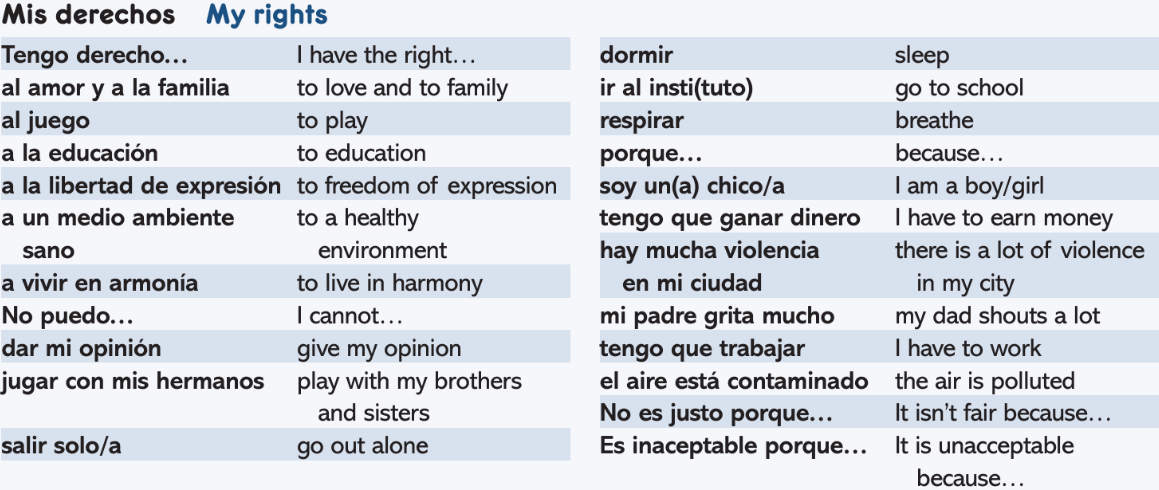 Mis derechos My rights
Tengo derecho… I have the right…
al amor y a la familia to love and to family
al juego to play
a la educación to education
a la libertad de expresión to freedom of expression
a un medio ambiente to a healthy
sano environment
a vivir en armonía to live in harmony
No puedo… I cannot…
dar mi opinión give my opinion
jugar con mis hermanos play with my brothers
and sisters
salir solo/a go out alone
dormir sleep
ir al insti(tuto) go to school
respirar breathe
porque… because…
soy un(a) chico/a I am a boy/girl
tengo que ganar dinero I have to earn money
hay mucha violencia there is a lot of violence
en mi ciudad in my city
mi padre grita mucho my dad shouts a lot
tengo que trabajar I have to work
el aire está contaminado the air is polluted
No es justo porque… It isn't fair because…
Es inaceptable porque… It is unacceptable
because…